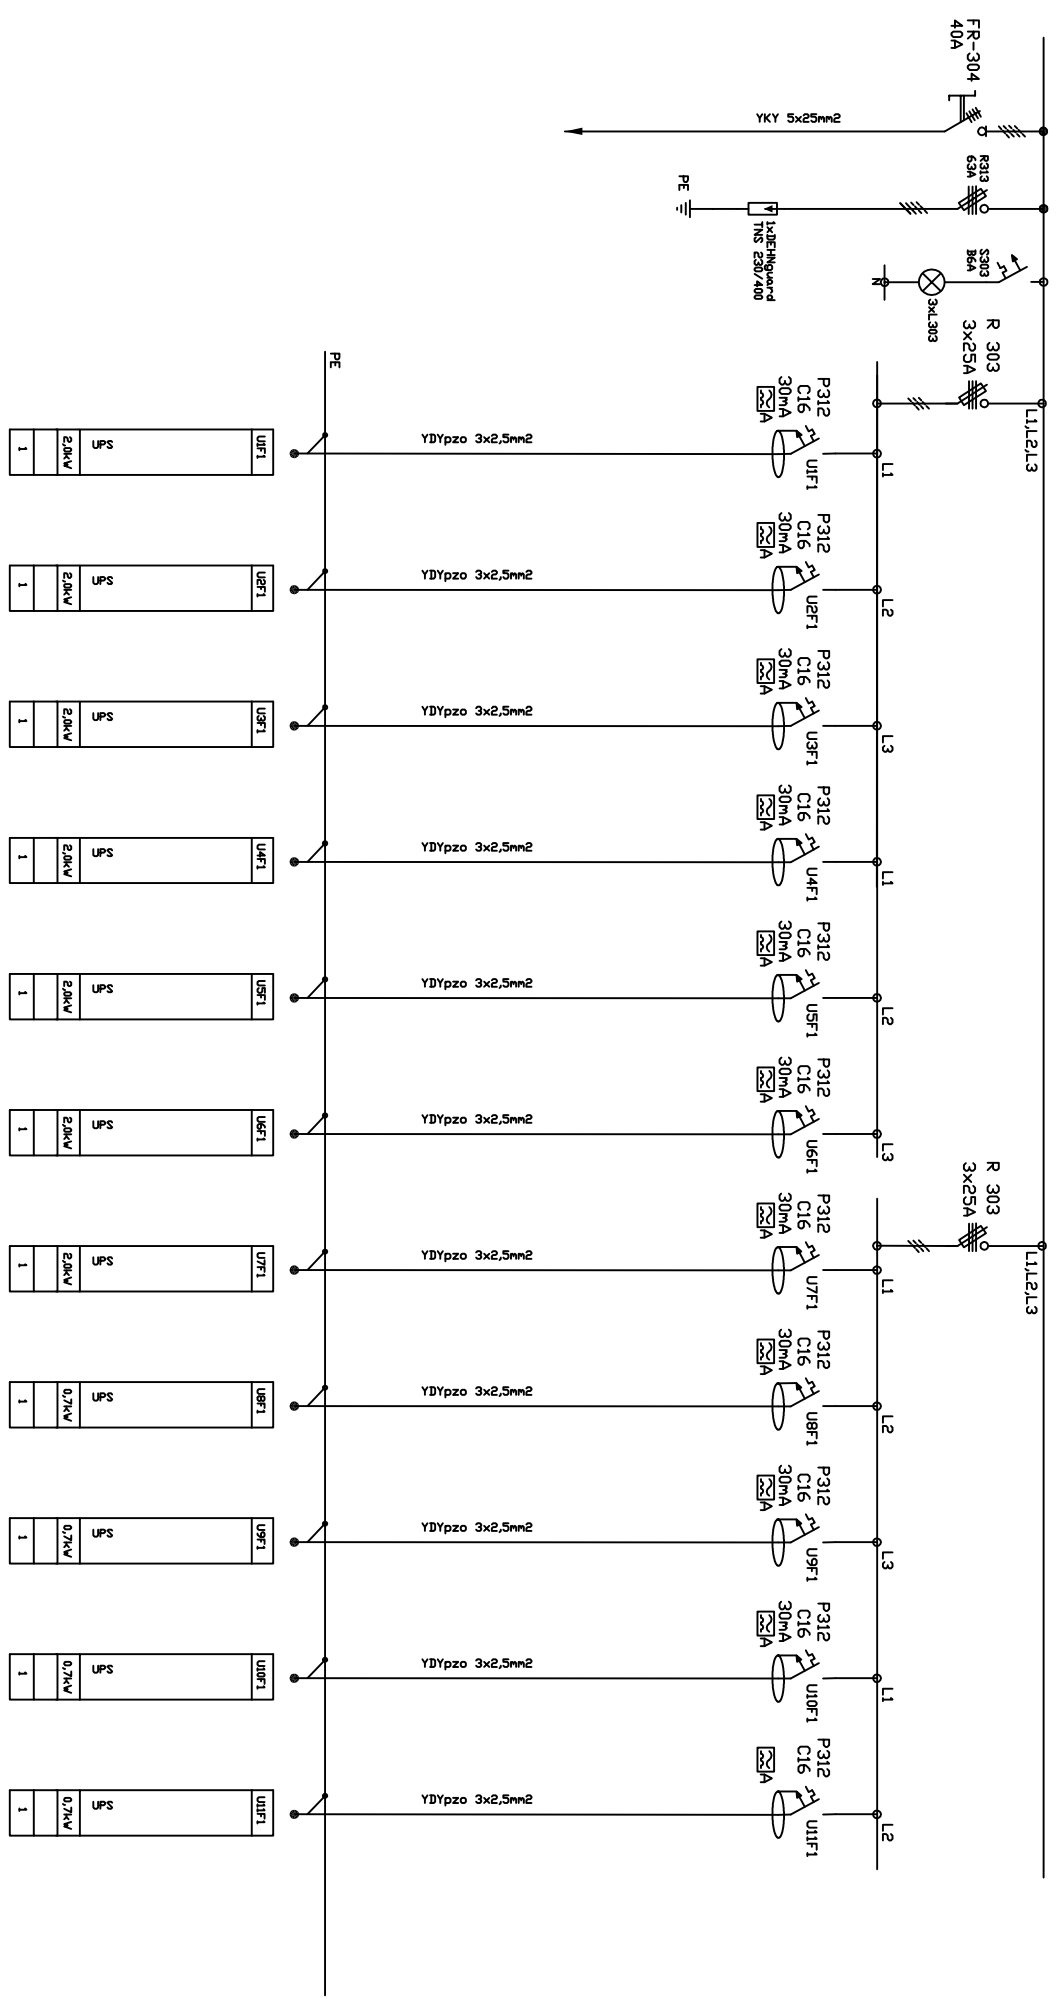 FR-304
40A
YKY 5x25mm2
R313
63A
PE
1xDEHNguard
TNS 230/400
S303
B6A
3xL303
N
R 303
3x25A
L1,L2,L3
PE
P312
C16
30mA
A
U1F1
L1
YDYpzo 3x2,5mm2
U1F1
UPS
2,0kW
1
P312
C16
30mA
A
U2F1
L2
YDYpzo 3x2,5mm2
U2F1
UPS
2,0kW
1
P312
C16
30mA
A
U3F1
L3
YDYpzo 3x2,5mm2
U3F1
UPS
2,0kW
1
P312
C16
30mA
A
U4F1
L1
YDYpzo 3x2,5mm2
U4F1
UPS
2,0kW
1
P312
C16
30mA
A
U5F1
L2
YDYpzo 3x2,5mm2
U5F1
UPS
2,0kW
1
P312
C16
30mA
A
U6F1
L3
YDYpzo 3x2,5mm2
U6F1
UPS
2,0kW
1
R 303
3x25A
L1,L2,L3
P312
C16
30mA
A
U7F1
L1
YDYpzo 3x2,5mm2
U7F1
UPS
2,0kW
1
P312
C16
30mA
A
U8F1
L2
YDYpzo 3x2,5mm2
U8F1
UPS
0,7kW
1
P312
C16
30mA
A
U9F1
L3
YDYpzo 3x2,5mm2
U9F1
UPS
0,7kW
1
P312
C16
30mA
A
U10F1
L1
YDYpzo 3x2,5mm2
U10F1
UPS
0,7kW
1
P312
C16
A
U11F1
L2
YDYpzo 3x2,5mm2
U11F1
UPS
0,7kW
1